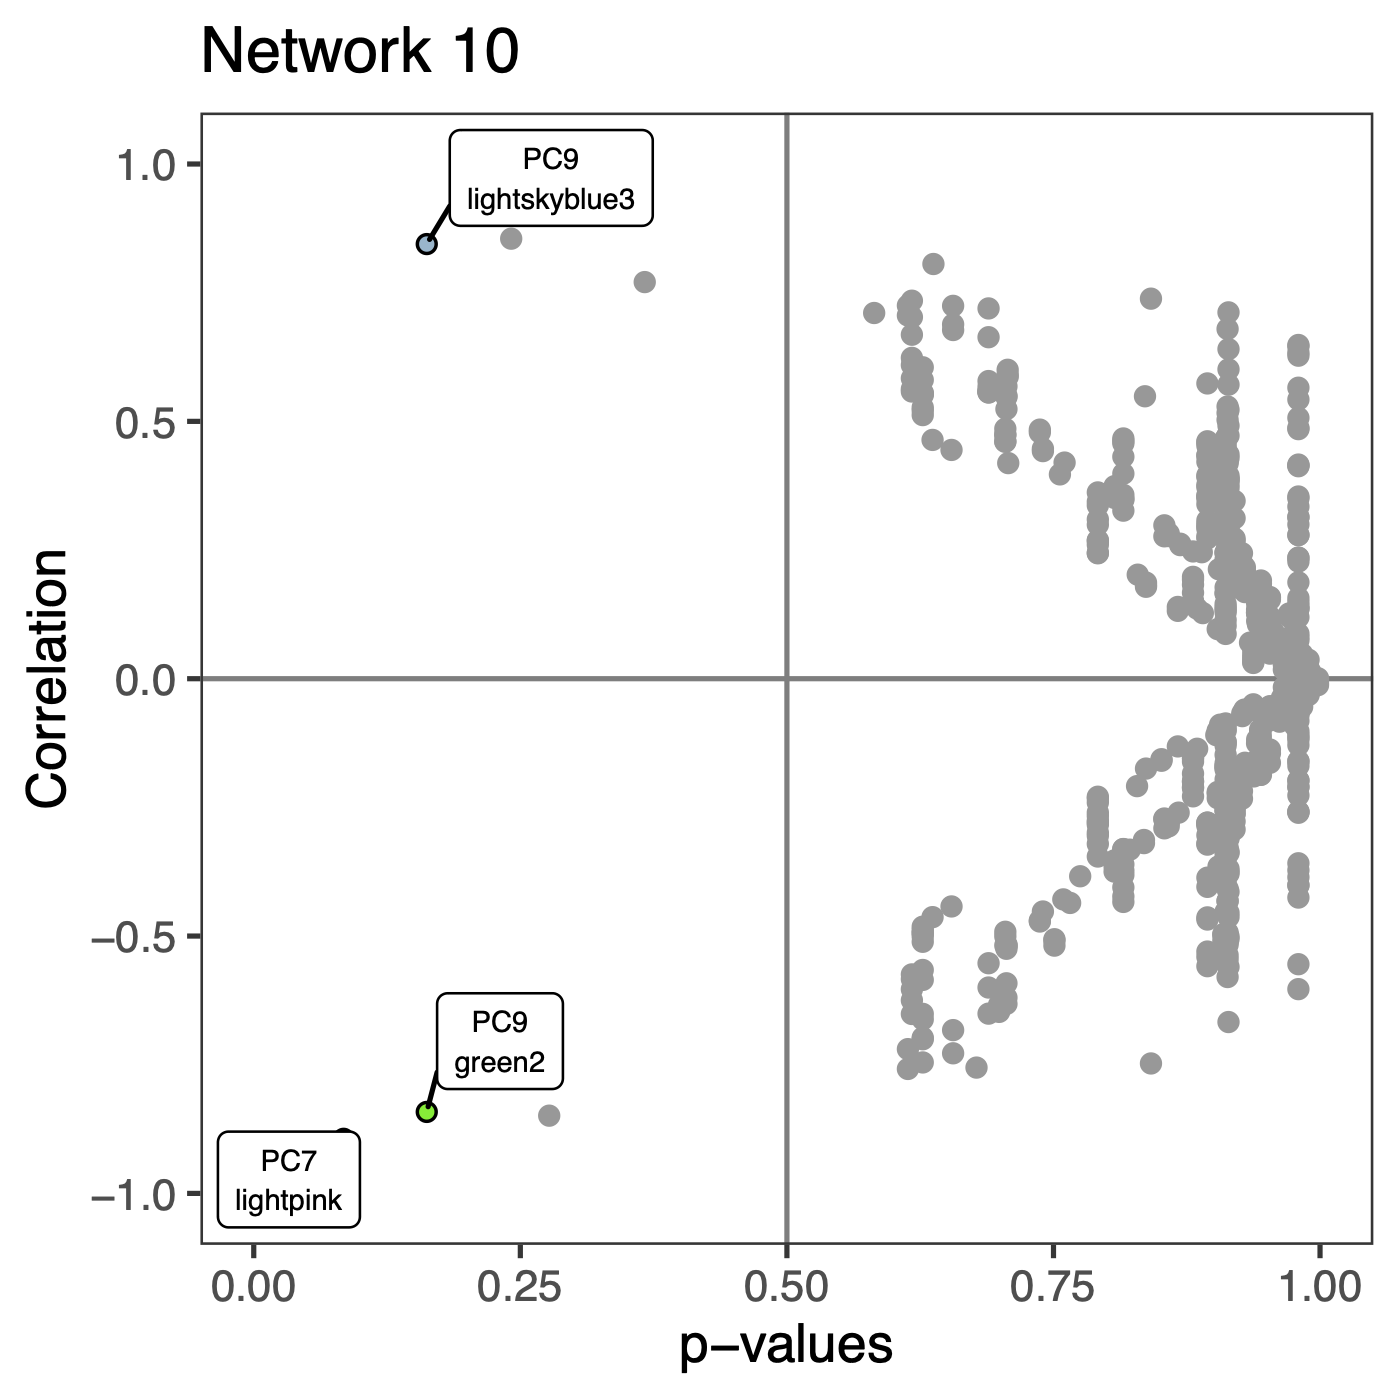 Network 10
PC9
lightskyblue3
1.0
0.5
0.0
−0.5
−1.0
Correlation
PC9
green2
PC7
lightpink
0.00
0.25
0.50
0.75
1.00
p−values